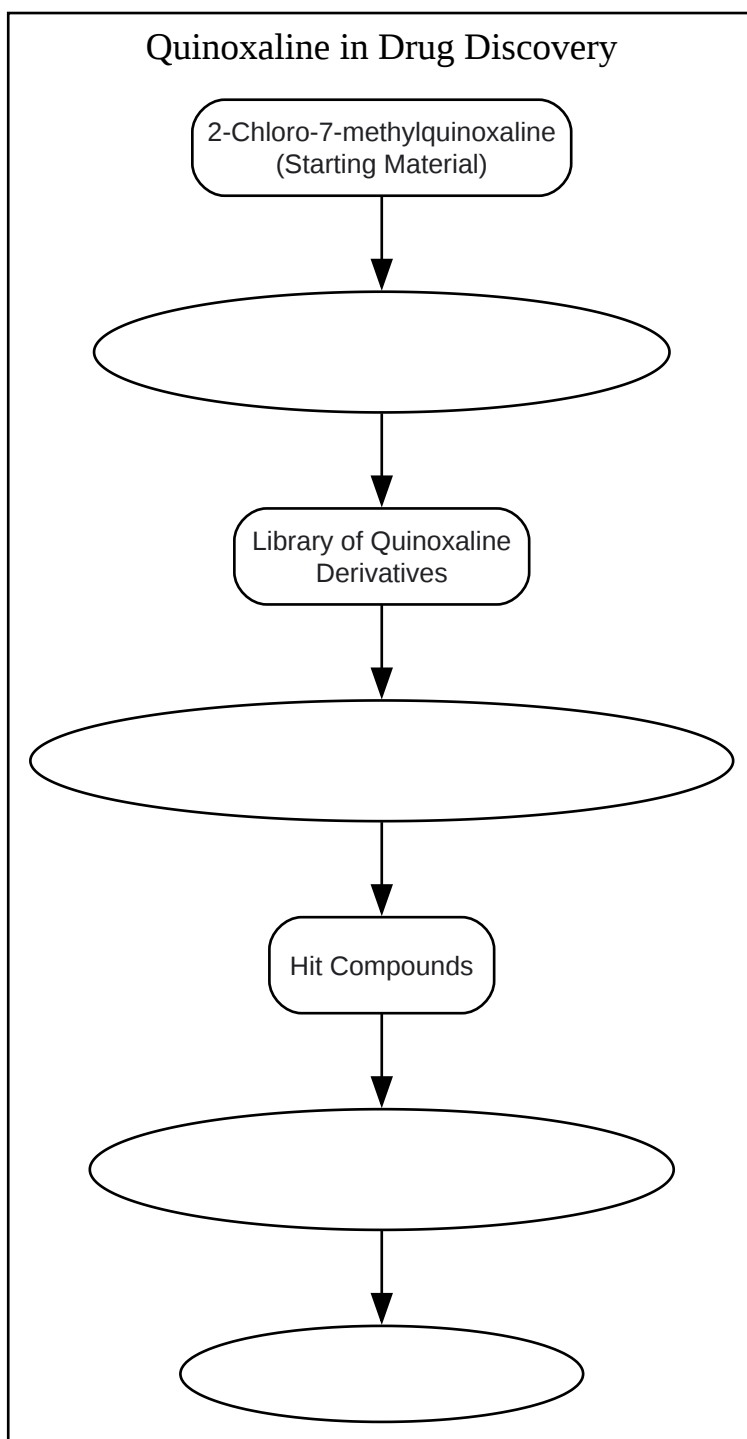 Quinoxaline in Drug Discovery
2-Chloro-7-methylquinoxaline
(Starting Material)
Library of Quinoxaline
Derivatives
Hit Compounds